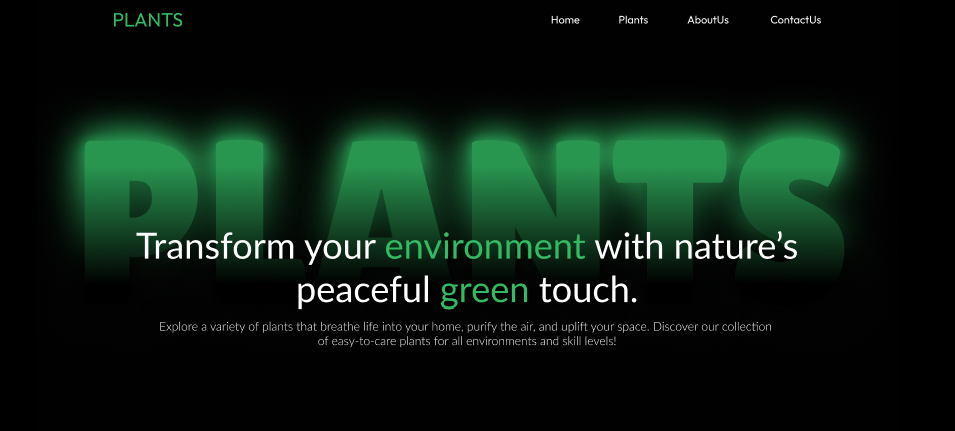 PLANTS
Home Plants AboutUs ContactUs
PLANTS
Transform your environment with nature’s
peaceful green touch.
Explore a variety of plants that breathe life into your home, purify the air, and uplift your space. Discover our collection
of easy-to-care plants for all environments and skill levels!